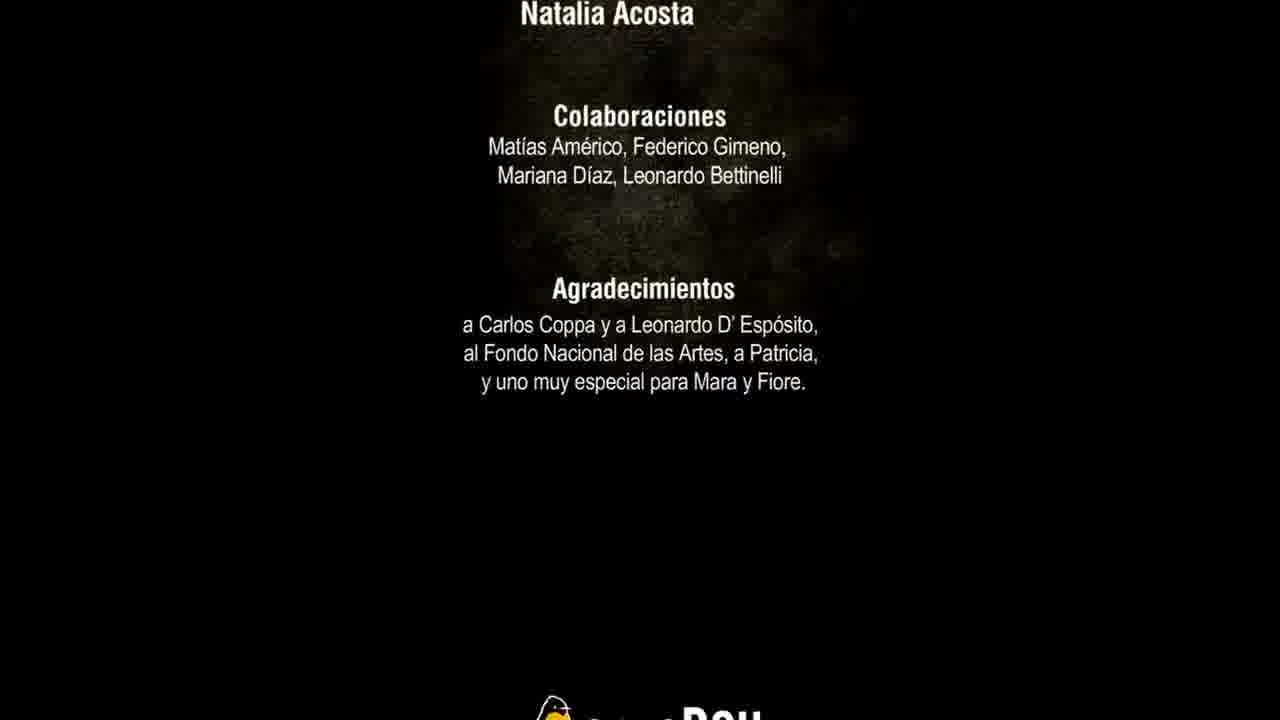 Natalia Acosta
Colaboraciones
Matías Américo, Federico Gimeno,
Mariana Díaz, Leonardo Bettinelli
Agradecimientos
a Carlos Coppa y a Leonardo D’ Espósito,
al Fondo Nacional de las Artes, a Patricia,
y uno muy especial para Mara y Fiore.